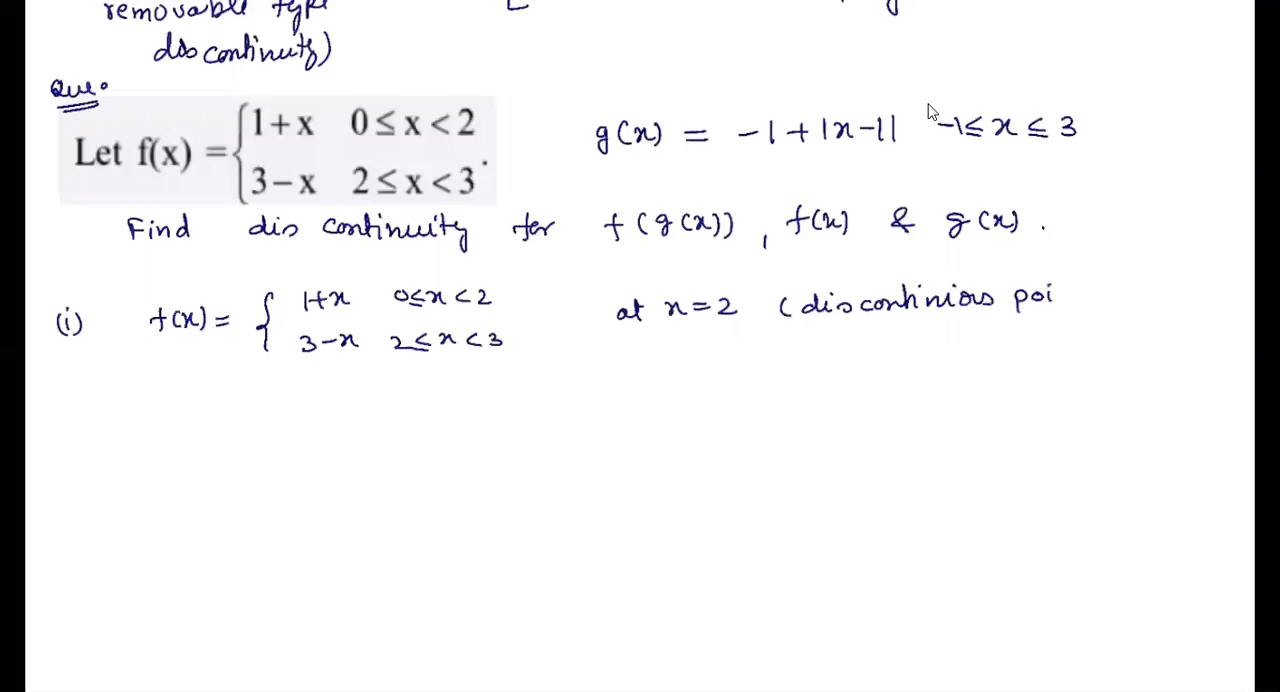 removable type
discontinuity)
Que.
Let f(x) = { 1+x 0≤x<2
3−x 2≤x<3 .
g(x) = -1 + |x-1| -1 ≤ x ≤ 3
Find discontinuity for f(g(x)), f(x) & g(x).
(i) f(x) = { 1+x 0≤x<2
3-x 2≤x<3
at x=2 (discontinious poi